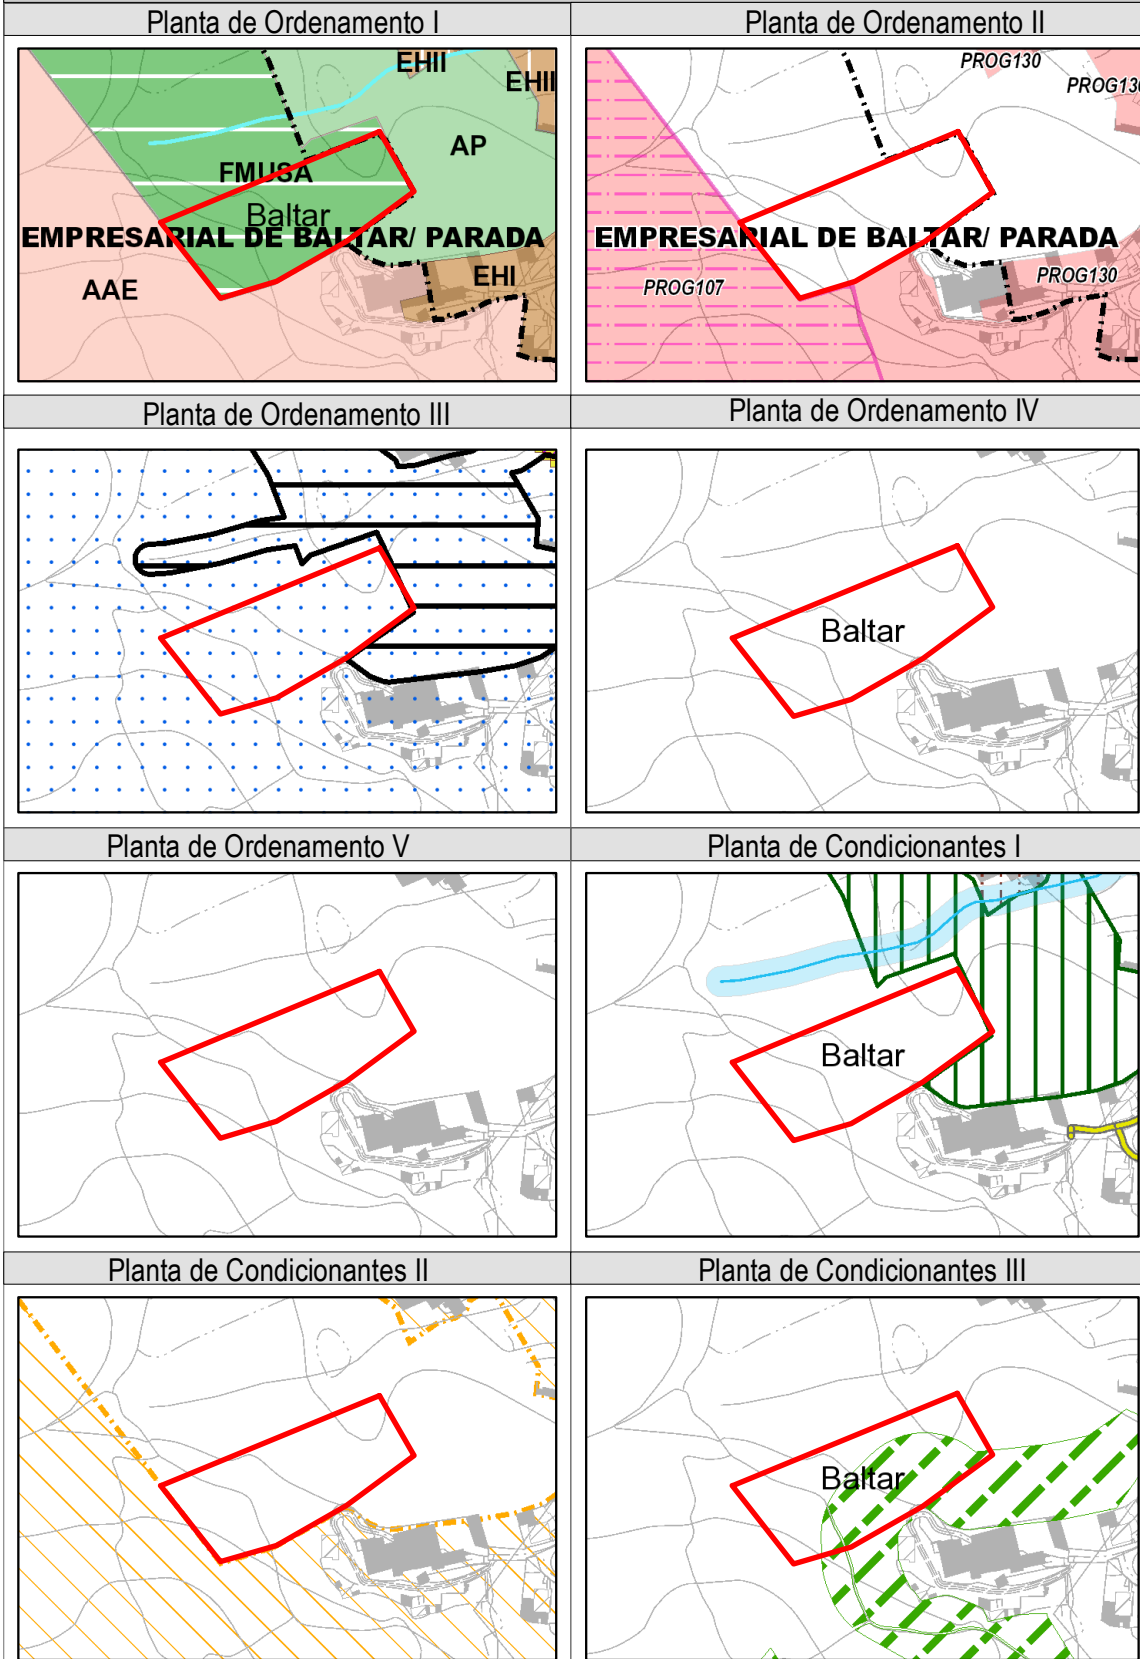 Planta de Ordenamento I
Planta de Ordenamento II
EHII
EHII
AP
FMUSA
Baltar
EMPRESARIAL DE BALTAR/ PARADA
AAE
EHI
PROG130
PROG130
EMPRESARIAL DE BALTAR/ PARADA
PROG107
PROG130
Planta de Ordenamento III
Planta de Ordenamento IV
Baltar
Planta de Ordenamento V
Planta de Condicionantes I
Baltar
Planta de Condicionantes II
Planta de Condicionantes III
Baltar